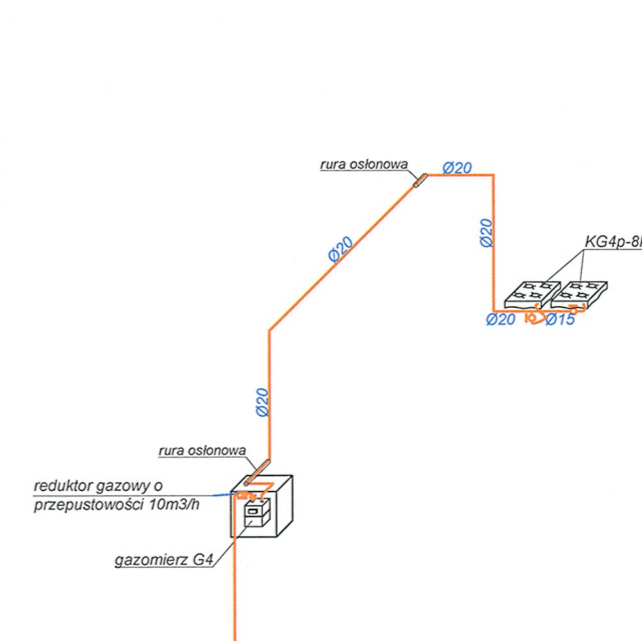 rura osłonowa
Ø20
Ø20
Ø20
KG4p-8
Ø20
Ø15
Ø20
rura osłonowa
reduktor gazowy o
przepustowości 10m3/h
gazomierz G4